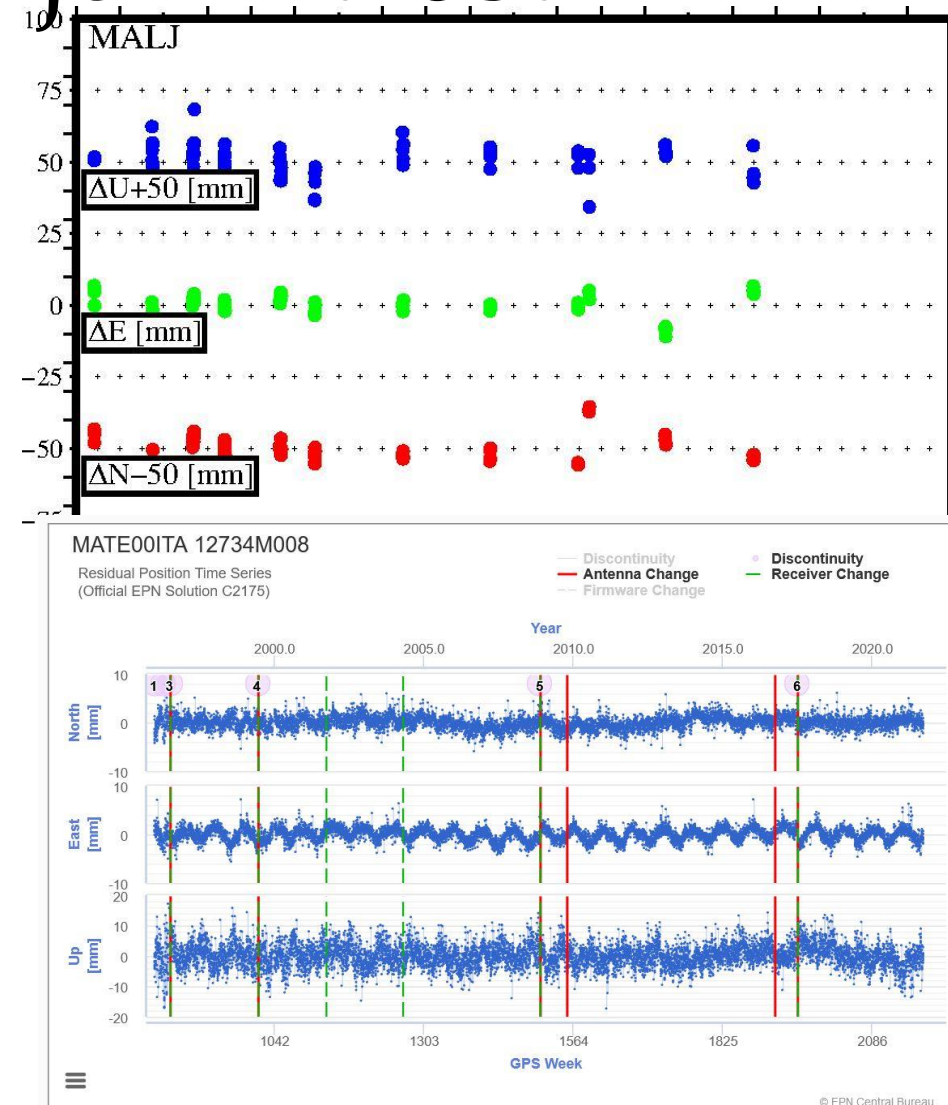 100
MALJ
75
50
ΔU+50 [mm]
25
0
ΔE [mm]
−25
−50
ΔN−50 [mm]
MATE00ITA 12734M008
Residual Position Time Series
(Official EPN Solution C2175)
Discontinuity
Antenna Change
Firmware Change
Discontinuity
Receiver Change
Year
2000.0 2005.0 2010.0 2015.0 2020.0
10
1 3 4 5 6
North
[mm]
0
-10
10
East
[mm]
0
-10
20
10
Up
[mm]
0
-10
-20
1042 1303 1564 1825 2086
GPS Week
© EPN Central Bureau